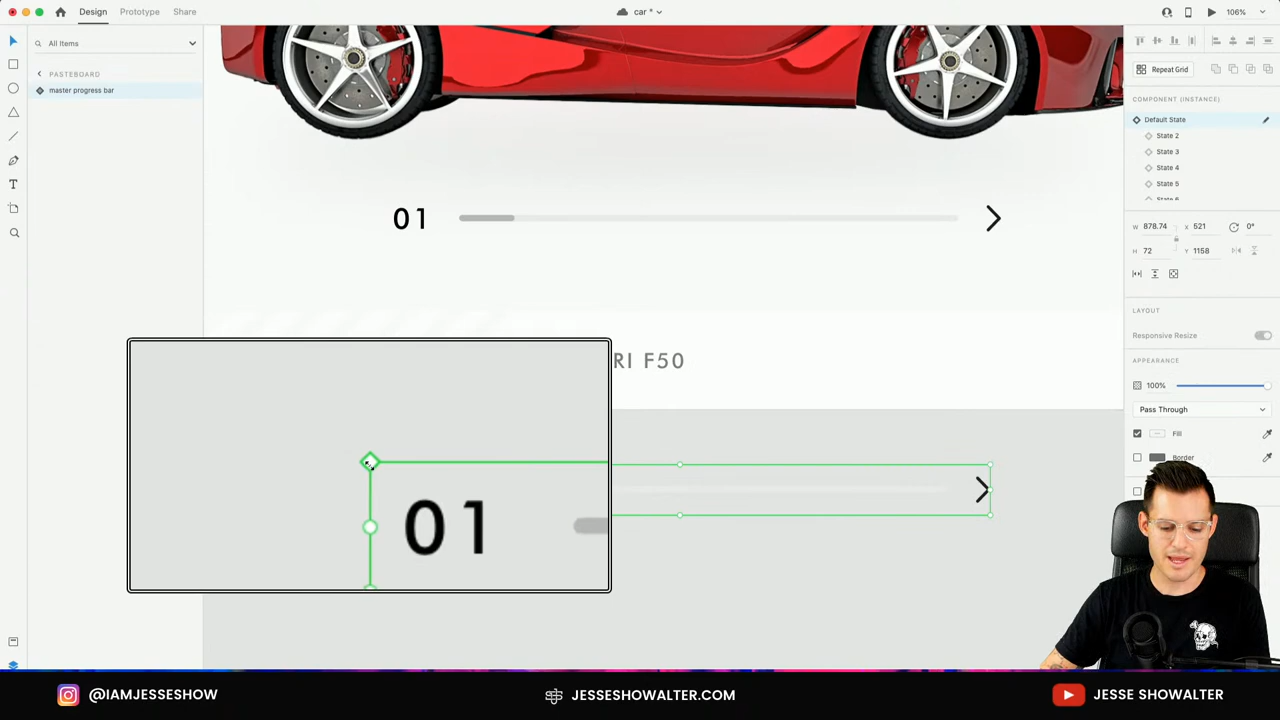 Design
Prototype
Share
car *
106%
All Items
PASTEBOARD
master progress bar
Repeat Grid
COMPONENT (INSTANCE)
Default State
State 2
State 3
State 4
State 5
W 878.74
X 521
0°
H 72
Y 1158
LAYOUT
Responsive Resize
APPEARANCE
100%
Pass Through
Fill
Border
01
RI F50
01
@IAMJESSESHOW
JESSESHOWALTER.COM
JESSE SHOWALTER